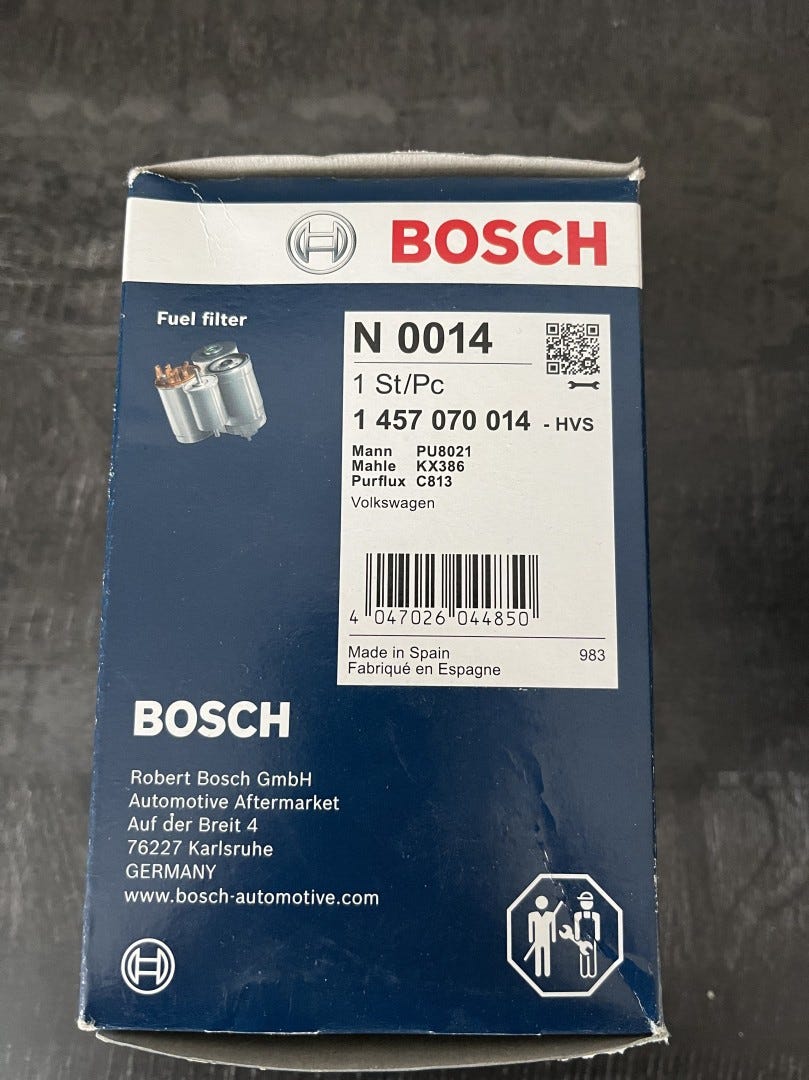 BOSCH
Fuel filter
N 0014
1 St/Pc
1 457 070 014 - HVS
Mann PU8021
Mahle KX386
Purflux C813
Volkswagen
4 047026 044850
Made in Spain 983
Fabriqué en Espagne
BOSCH
Robert Bosch GmbH
Automotive Aftermarket
Auf der Breit 4
76227 Karlsruhe
GERMANY
www.bosch-automotive.com